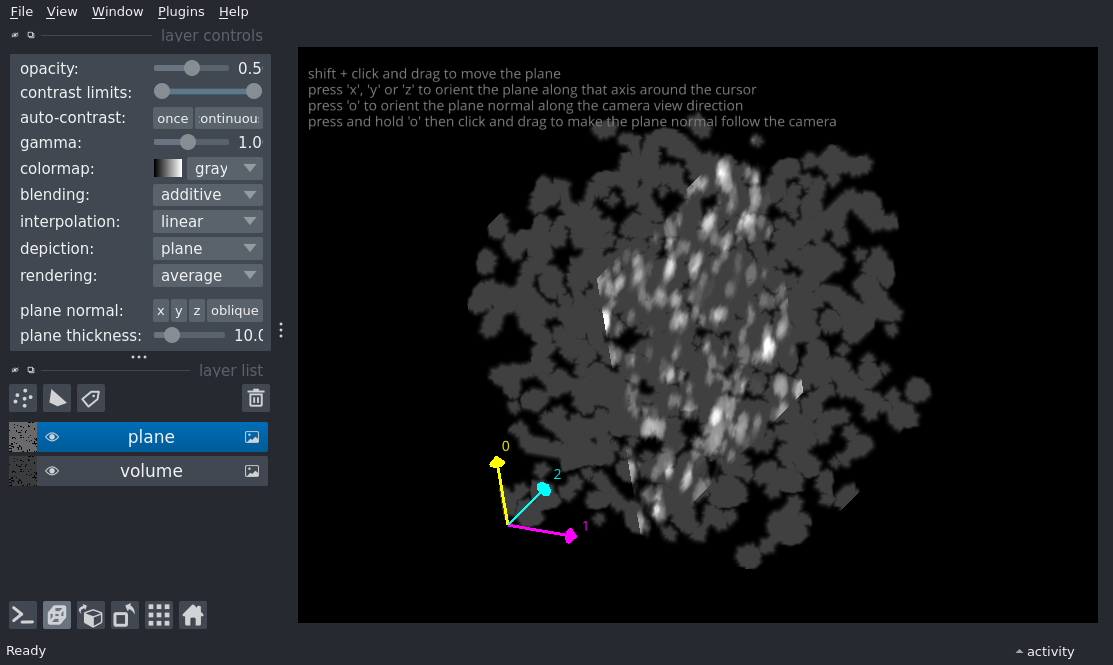 File View Window Plugins Help
layer controls
opacity: 0.5
contrast limits:
auto-contrast: once ontinuou
gamma: 1.0
colormap: gray
blending: additive
interpolation: linear
depiction: plane
rendering: average
plane normal: x y z oblique
plane thickness: 10.0
layer list
plane
volume
shift + click and drag to move the plane
press 'x', 'y' or 'z' to orient the plane along that axis around the cursor
press 'o' to orient the plane normal along the camera view direction
press and hold 'o' then click and drag to make the plane normal follow the camera
0
2
1
Ready
activity